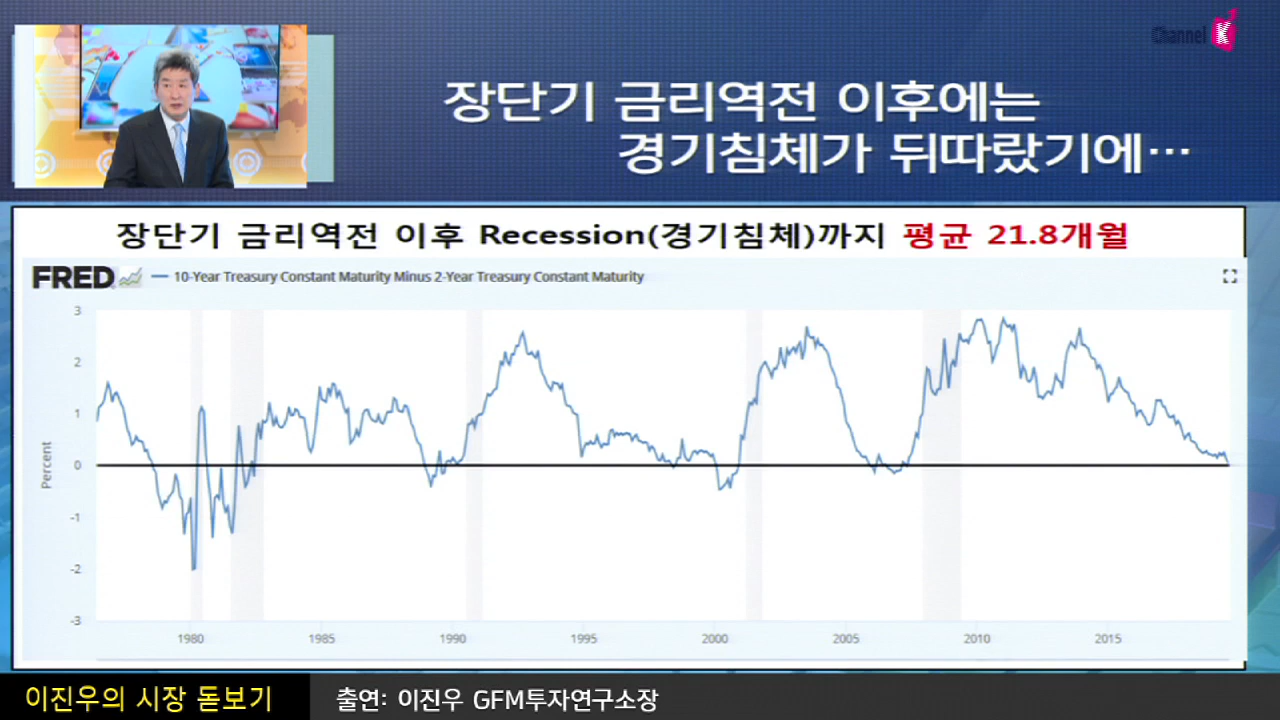 Channel K
장단기 금리역전 이후에는
경기침체가 뒤따랐기에…
장단기 금리역전 이후 Recession(경기침체)까지 평균 21.8개월
FRED
10-Year Treasury Constant Maturity Minus 2-Year Treasury Constant Maturity
3
2
1
0
-1
-2
-3
Percent
1980 1985 1990 1995 2000 2005 2010 2015
이진우의 시장 돋보기
출연: 이진우 GFM투자연구소장